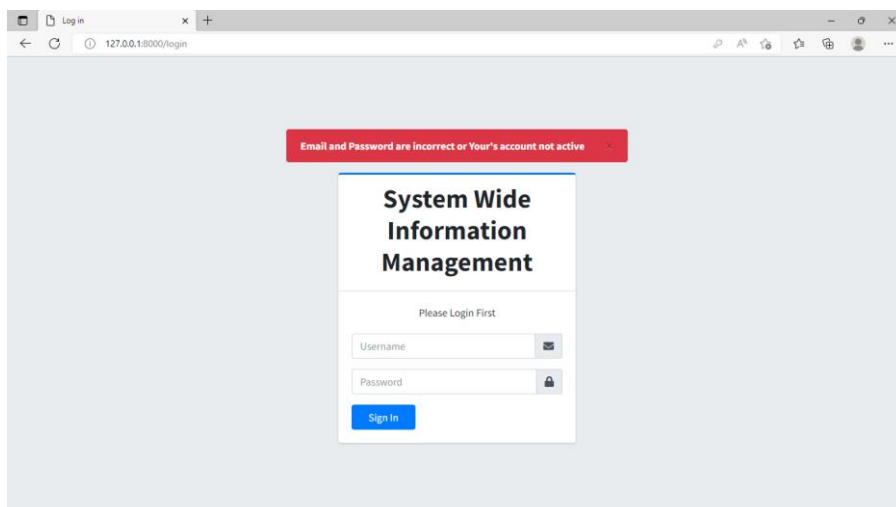 Log in
127.0.0.1:8000/login
Email and Password are incorrect or Your's account not active ×
System Wide
Information
Management
Please Login First
Username
Password
Sign In